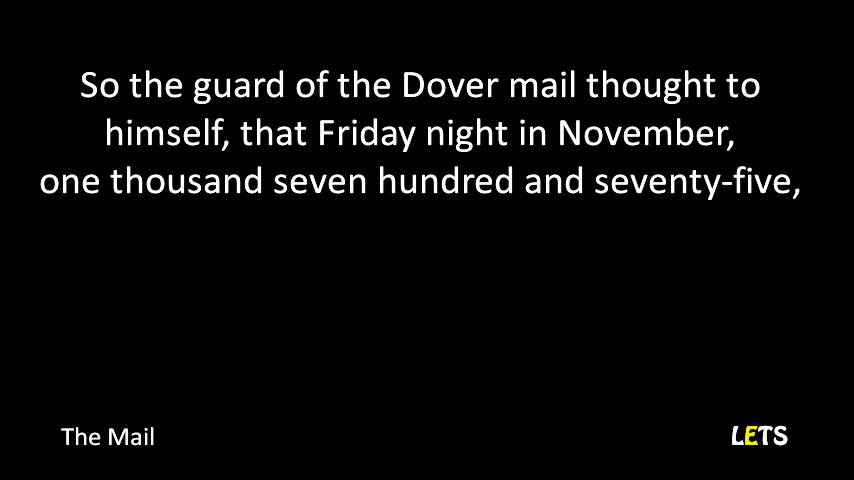 So the guard of the Dover mail thought to
himself, that Friday night in November,
one thousand seven hundred and seventy-five,
The Mail
LETS